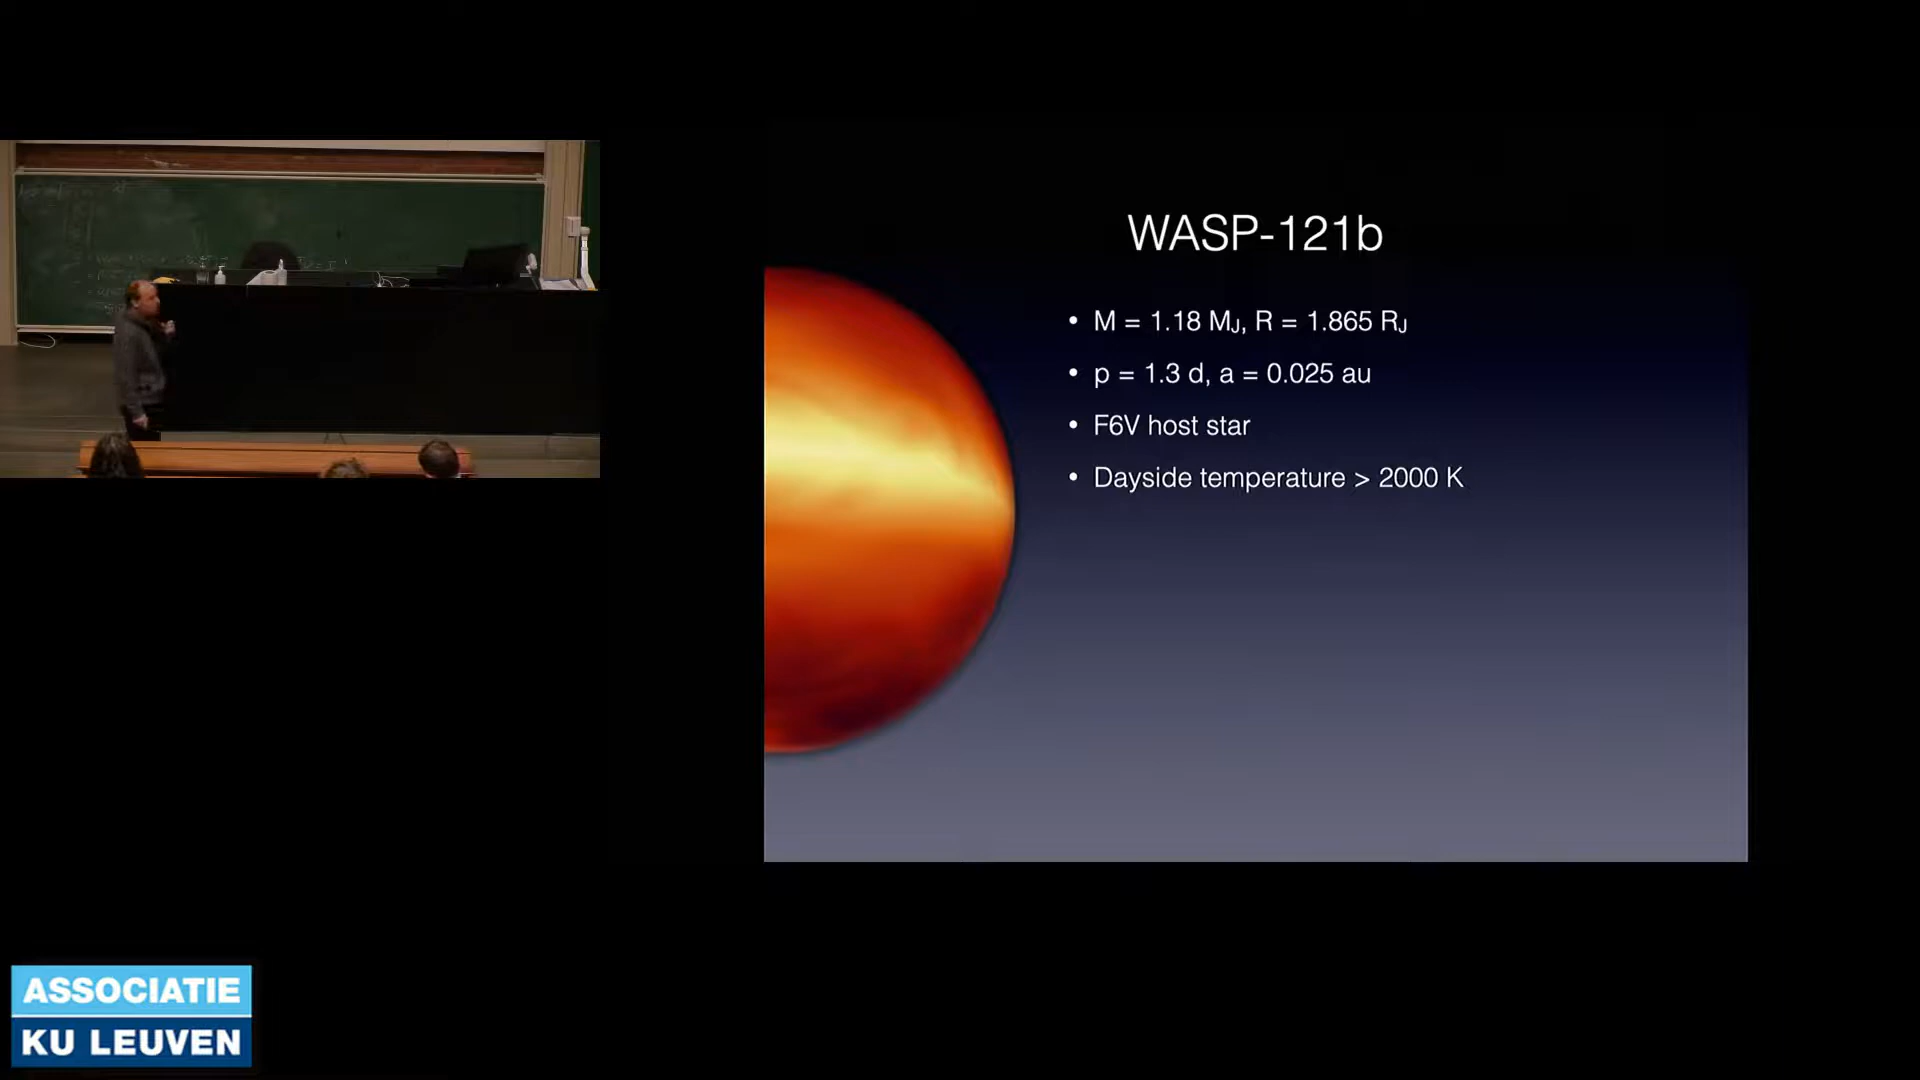 WASP-121b
• M = 1.18 MJ, R = 1.865 RJ
• p = 1.3 d, a = 0.025 au
• F6V host star
• Dayside temperature > 2000 K
ASSOCIATIE
KU LEUVEN